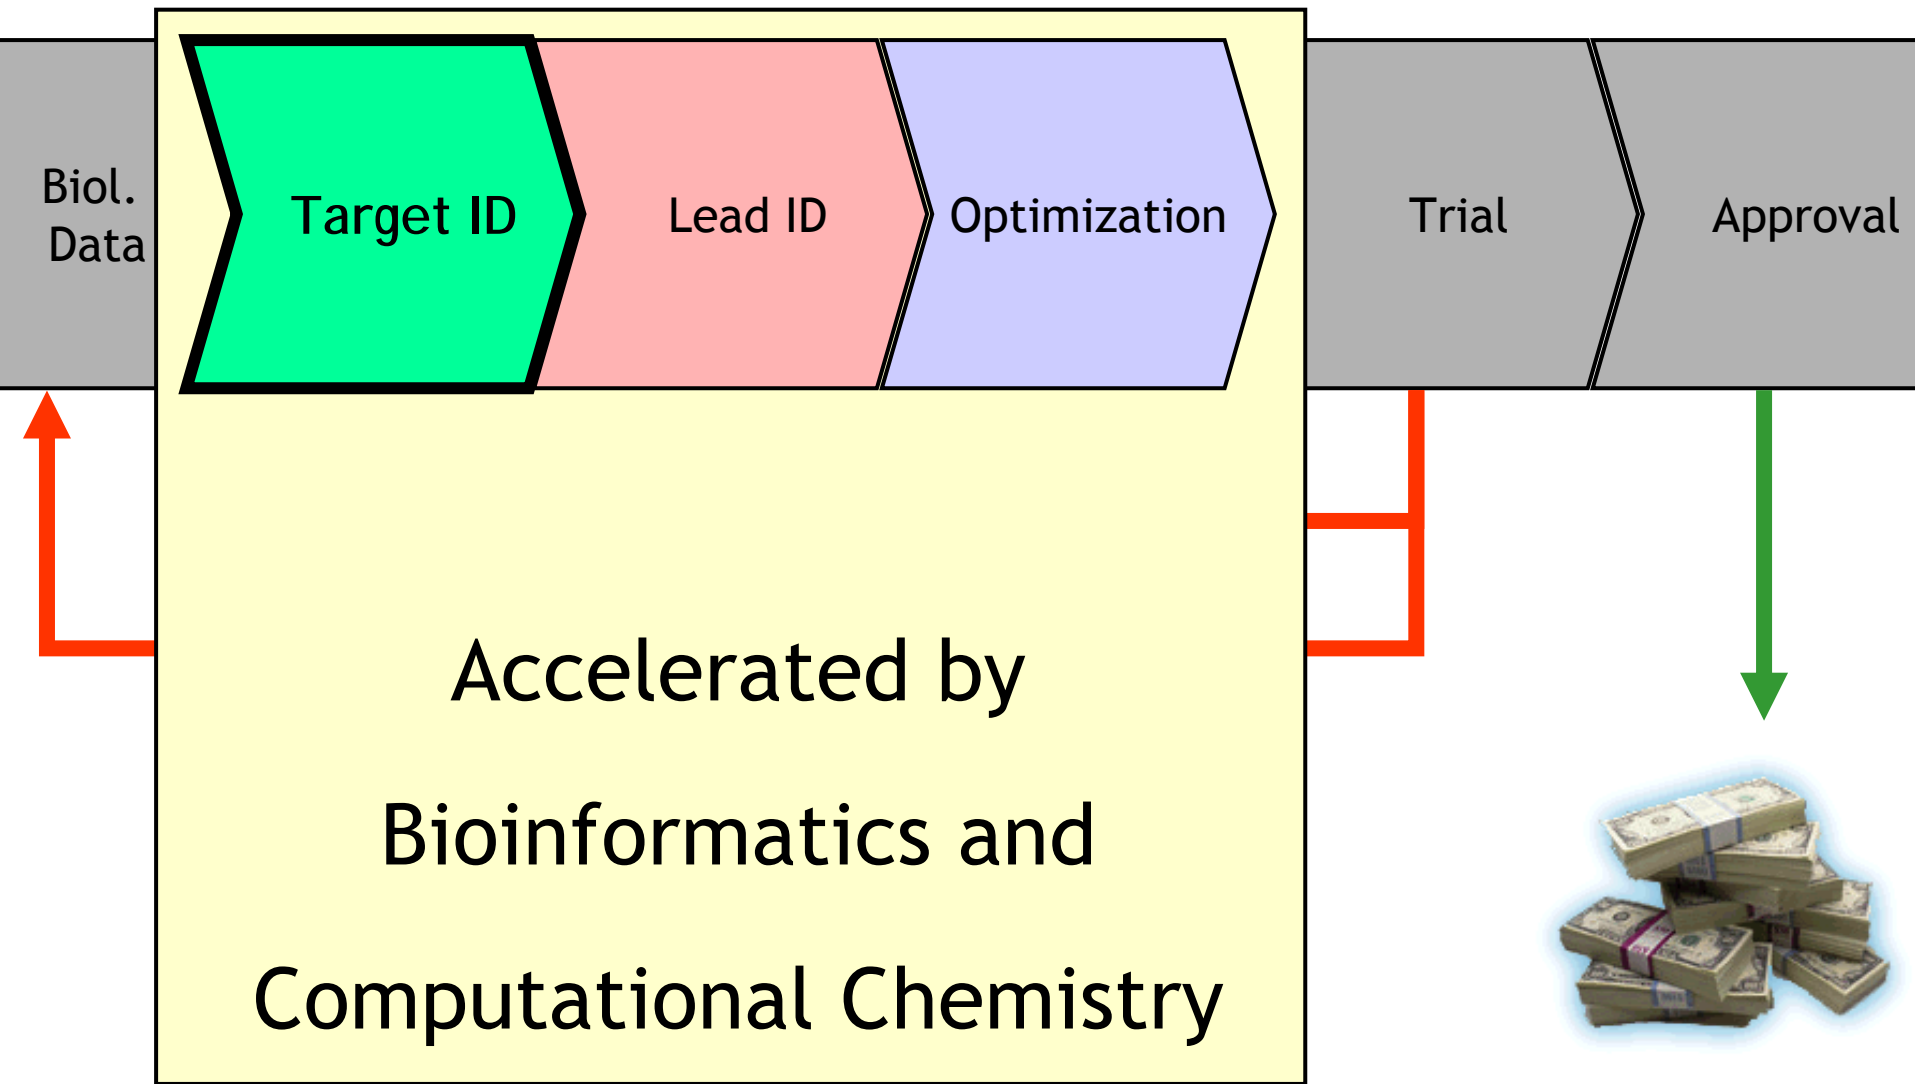 Biol.
Data
Target ID
Lead ID
Optimization
Trial
Approval
Accelerated by
Bioinformatics and
Computational Chemistry